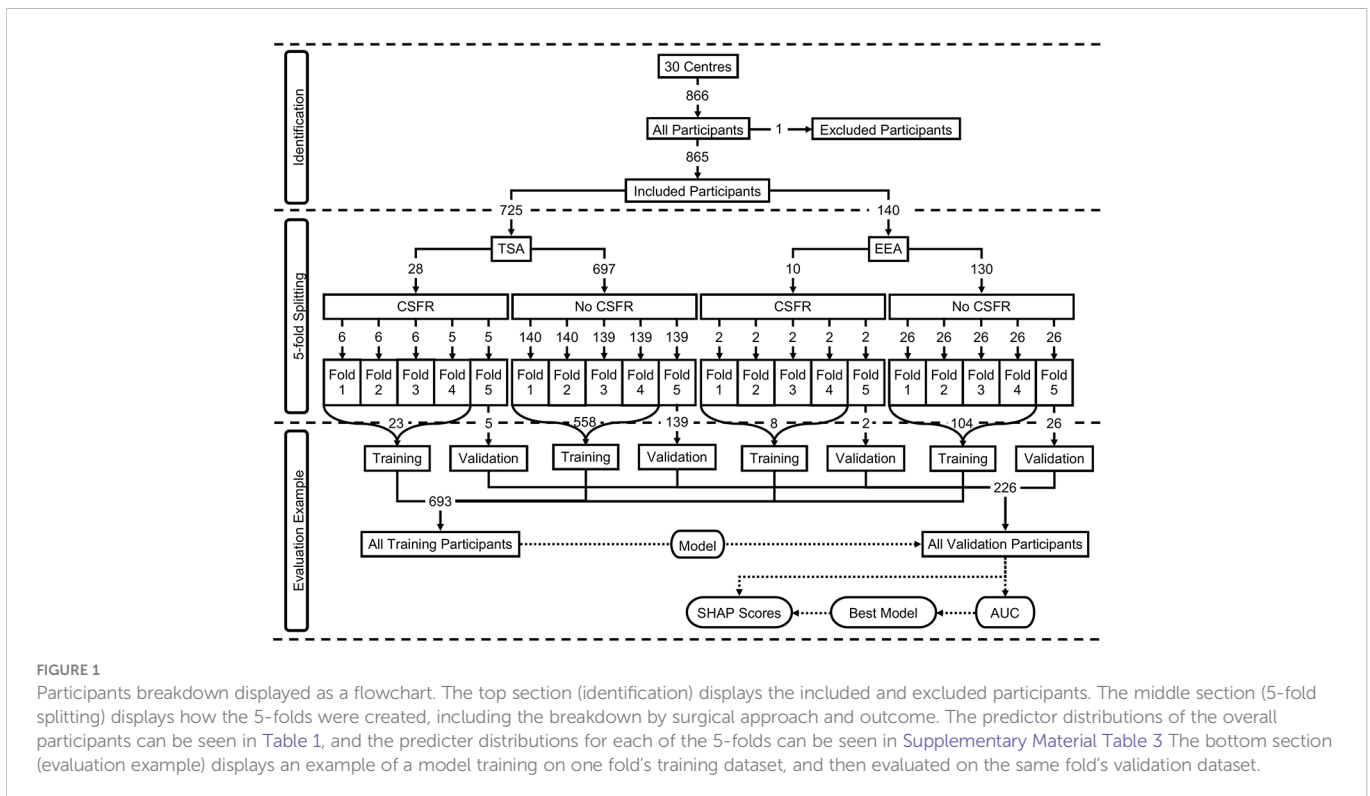 Identification
30 Centres
866
All Participants
1
Excluded Participants
865
Included Participants
725
140
5-fold Splitting
TSA
EEA
28
697
10
130
CSFR
No CSFR
CSFR
No CSFR
6 6 6 5 5
140 140 139 139 139
2 2 2 2 2
26 26 26 26 26
Fold Fold Fold Fold Fold
1 2 3 4 5
Fold Fold Fold Fold Fold
1 2 3 4 5
Fold Fold Fold Fold Fold
1 2 3 4 5
Fold Fold Fold Fold Fold
1 2 3 4 5
23 5 558 139 8 2 104 26
Evaluation Example
Training Validation Training Validation Training Validation Training Validation
693
226
All Training Participants
Model
All Validation Participants
SHAP Scores
Best Model
AUC
FIGURE 1
Participants breakdown displayed as a flowchart. The top section (identification) displays the included and excluded participants. The middle section (5-fold
splitting) displays how the 5-folds were created, including the breakdown by surgical approach and outcome. The predictor distributions of the overall
participants can be seen in Table 1, and the predicter distributions for each of the 5-folds can be seen in Supplementary Material Table 3 The bottom section
(evaluation example) displays an example of a model training on one fold's training dataset, and then evaluated on the same fold's validation dataset.